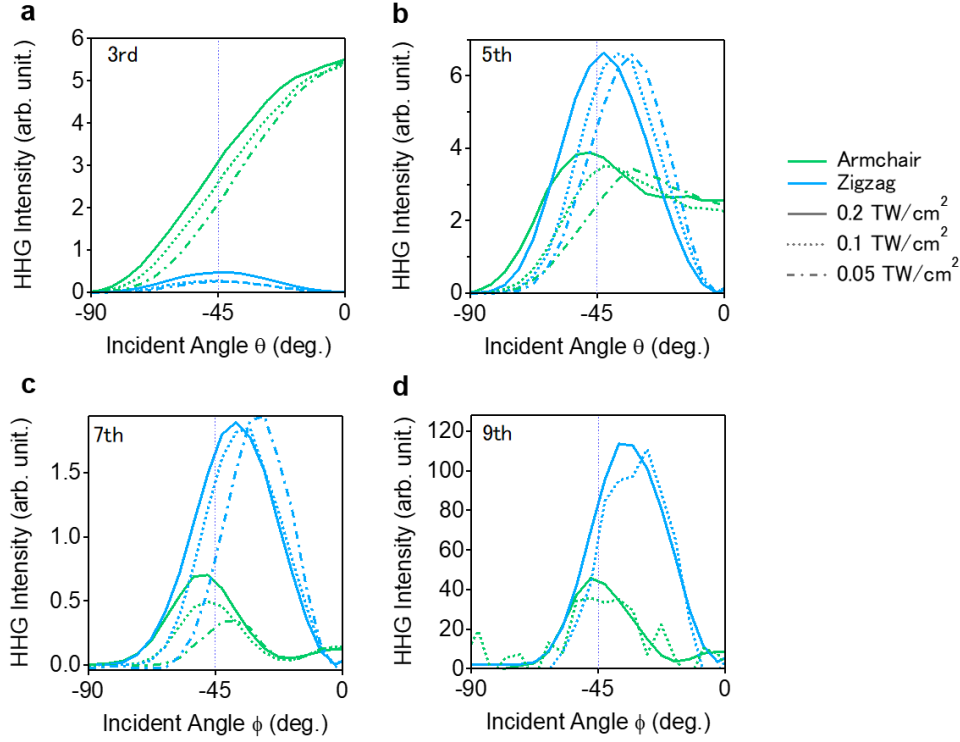 a
3rd
HHG Intensity (arb. unit.)
6
5
4
3
2
1
0
-90
-45
0
Incident Angle θ (deg.)
b
5th
HHG Intensity (arb. unit.)
6
4
2
0
-90
-45
0
Incident Angle θ (deg.)
Armchair
Zigzag
0.2 TW/cm²
0.1 TW/cm²
0.05 TW/cm²
c
7th
HHG Intensity (arb. unit.)
1.5
1.0
0.5
0.0
-90
-45
0
Incident Angle ϕ (deg.)
d
9th
HHG Intensity (arb. unit.)
120
100
80
60
40
20
0
-90
-45
0
Incident Angle ϕ (deg.)